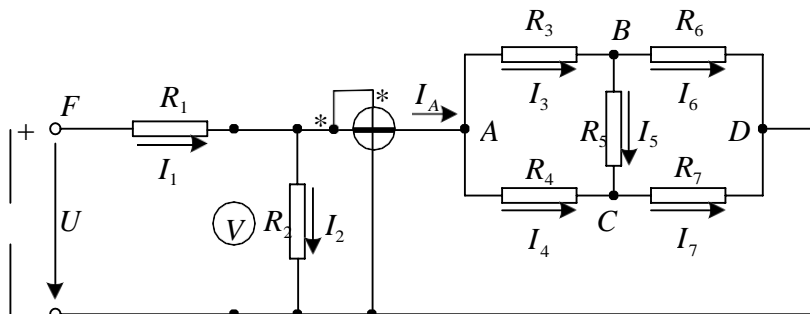 R3 B R6
F R1 * IA I3 I6
+ * A R5 I5 D
I1 R4 R7
U V R2 I2 C
I4 I7